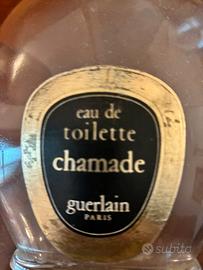 eau de
toilette
chamade
guerlain
PARIS
subito